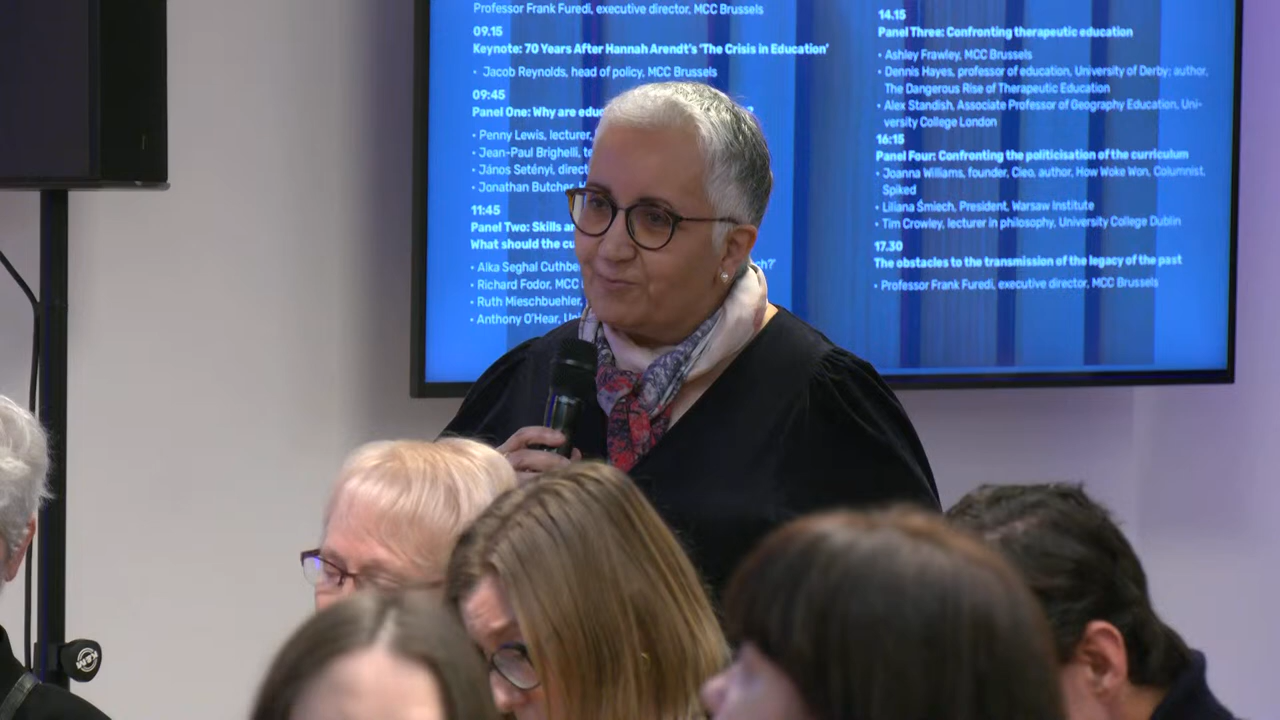 Professor Frank Furedi, executive director, MCC Brussels
09.15
Keynote: 70 Years After Hannah Arendt's 'The Crisis in Education'
• Jacob Reynolds, head of policy, MCC Brussels
09:45
Panel One: Why are
• Penny Lewis, lecturer,
• Jean-Paul Brighelli,
• János Setényi,
• Jonathan Butcher
11:45
Panel Two: Skills
What should the
• Alka Seghal
• Richard Fodor, MCC
• Ruth Mieschbuehler,
• Anthony O'Hear,
14.15
Panel Three: Confronting therapeutic education
• Ashley Frawley, MCC Brussels
• Dennis Hayes, professor of education, University of Derby; author,
The Dangerous Rise of Therapeutic Education
• Alex Standish, Associate Professor of Geography Education, Uni-
versity College London
16:15
Panel Four: Confronting the politicisation of the curriculum
• Joanna Williams, founder, Cieo, author, How Woke Won, Columnist,
Spiked
• Liliana Śmiech, President, Warsaw Institute
• Tim Crowley, lecturer in philosophy, University College Dublin
17.30
The obstacles to the transmission of the legacy of the past
• Professor Frank Furedi, executive director, MCC Brussels
K&M